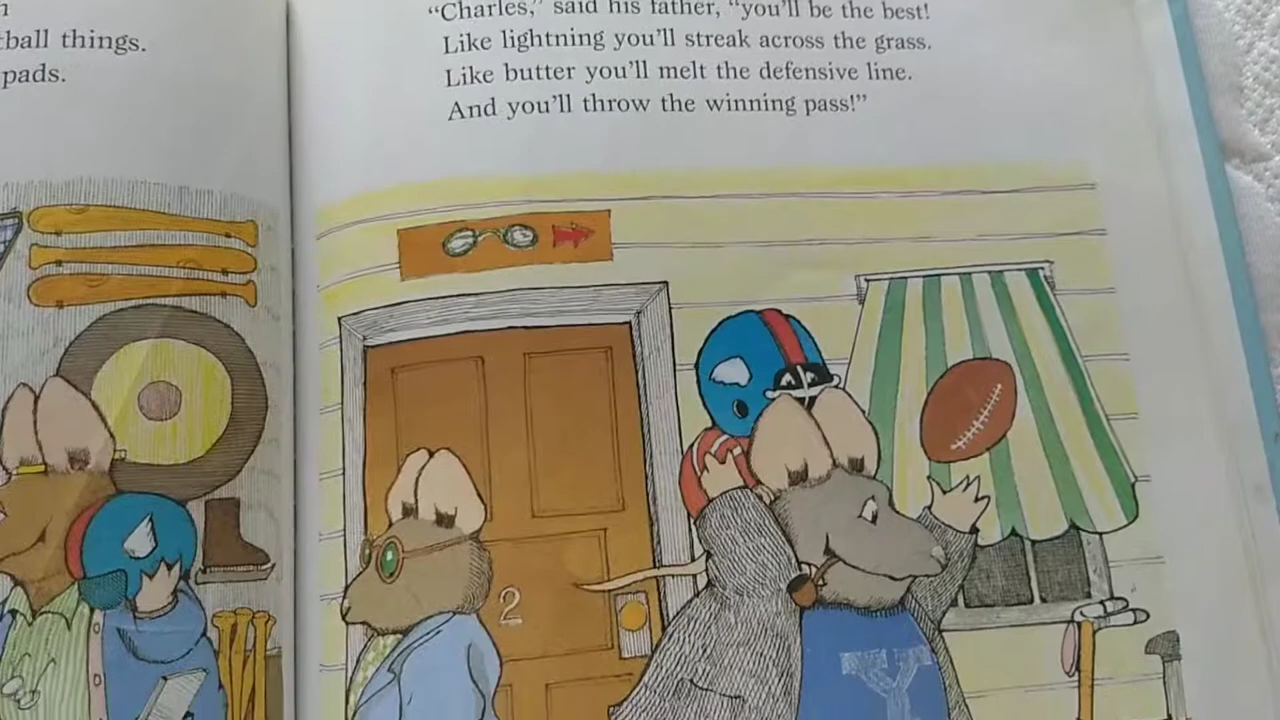 ball things.
pads.
“Charles,” said his father, “you’ll be the best!
Like lightning you’ll streak across the grass.
Like butter you’ll melt the defensive line.
And you’ll throw the winning pass!”
2
Y